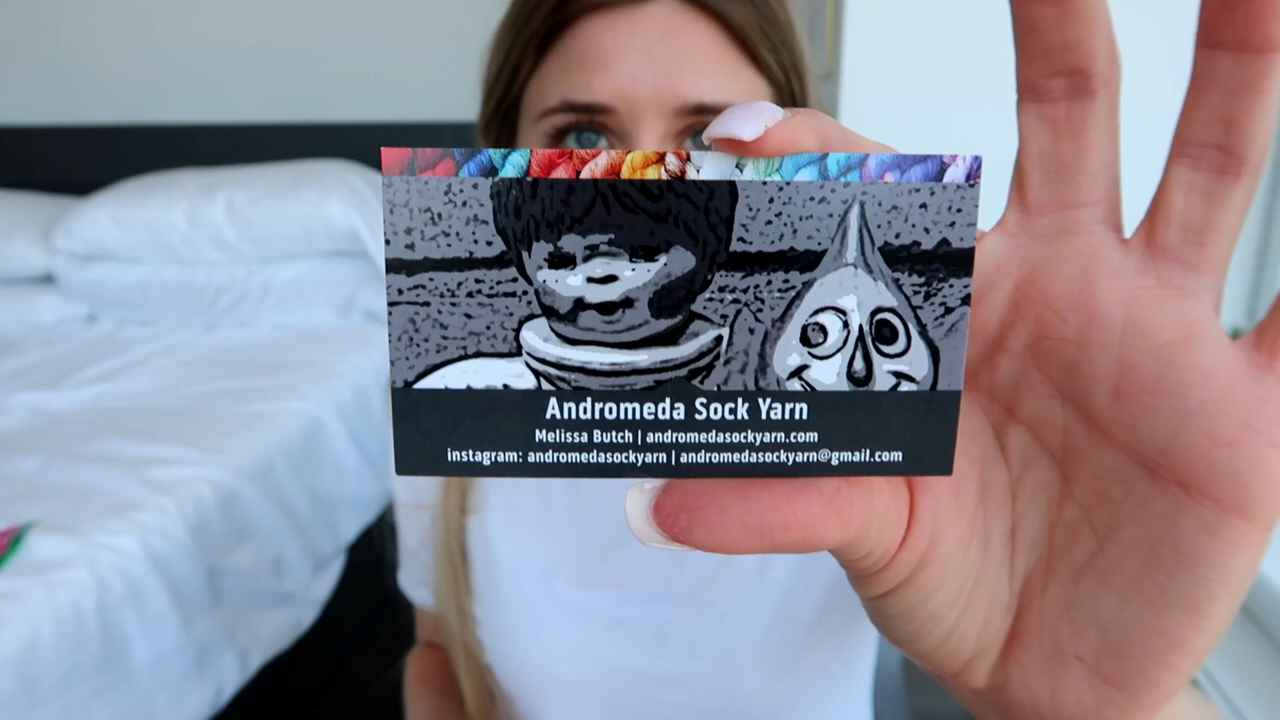 Andromeda Sock Yarn
Melissa Butch | andromedasockyarn.com
instagram: andromedasockyarn | andromedasockyarn@gmail.com